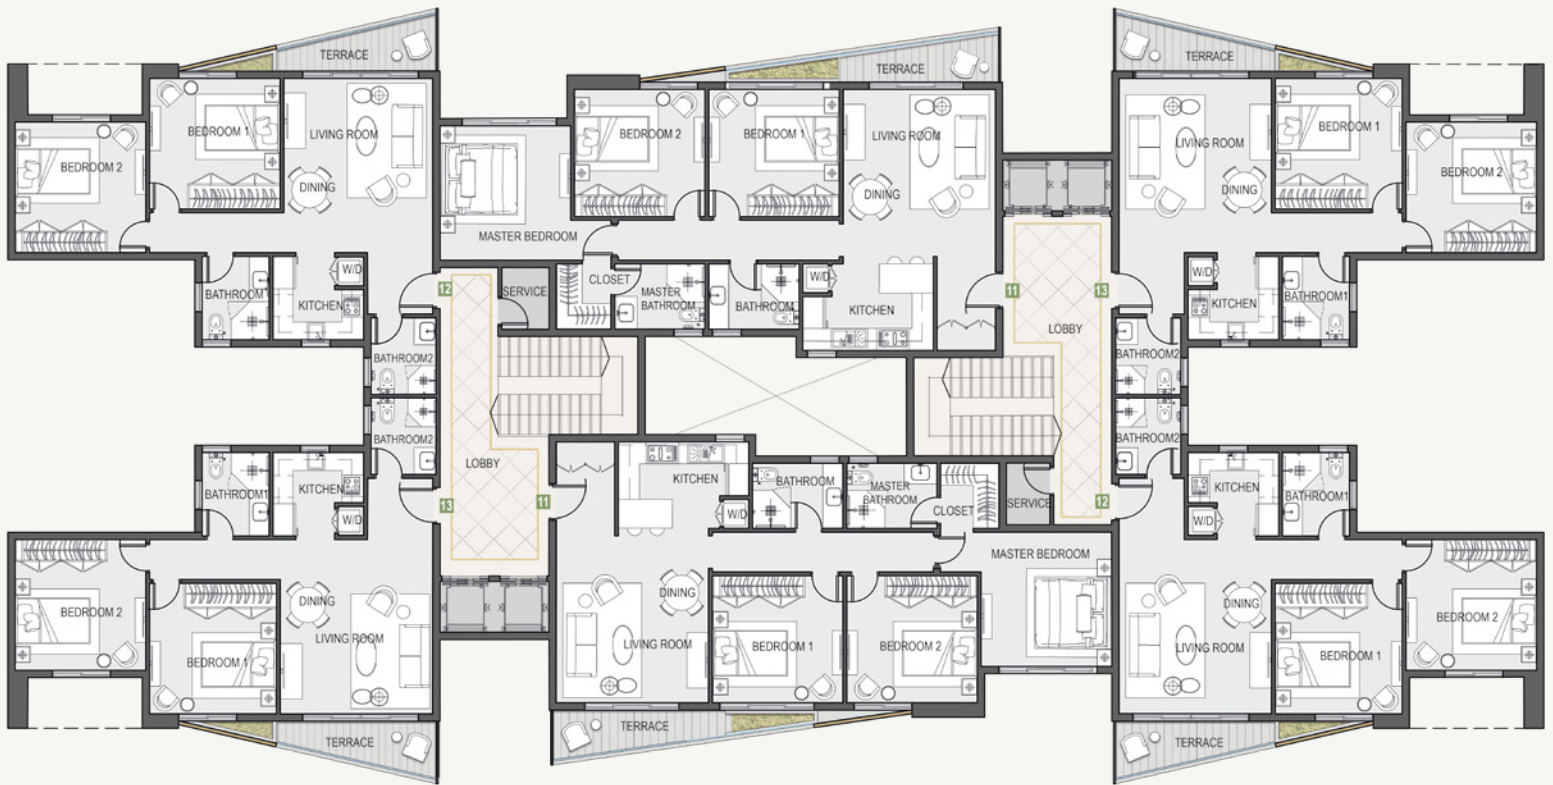 TERRACE
TERRACE
TERRACE
BEDROOM 2
BEDROOM 1
LIVING ROOM
DINING
MASTER BEDROOM
BEDROOM 2
BEDROOM 1
LIVING ROOM
DINING
LIVING ROOM
DINING
BEDROOM 1
BEDROOM 2
BATHROOM1
KITCHEN
W/D
12
SERVICE
CLOSET
MASTER
BATHROOM
BATHROOM
W/D
KITCHEN
11
13
LOBBY
W/D
KITCHEN
BATHROOM1
BATHROOM2
BATHROOM2
BATHROOM2
BATHROOM2
BATHROOM1
KITCHEN
W/D
LOBBY
13
11
KITCHEN
W/D
BATHROOM
MASTER
BATHROOM
CLOSET
SERVICE
12
KITCHEN
W/D
BATHROOM1
BEDROOM 2
BEDROOM 1
DINING
LIVING ROOM
DINING
LIVING ROOM
BEDROOM 1
BEDROOM 2
MASTER BEDROOM
DINING
LIVING ROOM
BEDROOM 1
BEDROOM 2
TERRACE
TERRACE
TERRACE